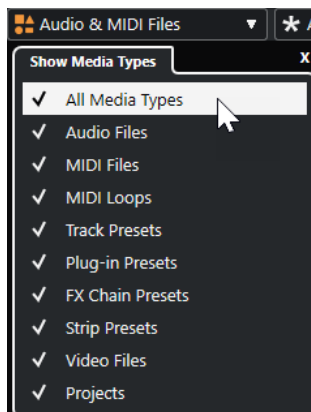 Audio & MIDI Files
Show Media Types x
All Media Types
Audio Files
MIDI Files
MIDI Loops
Track Presets
Plug-in Presets
FX Chain Presets
Strip Presets
Video Files
Projects